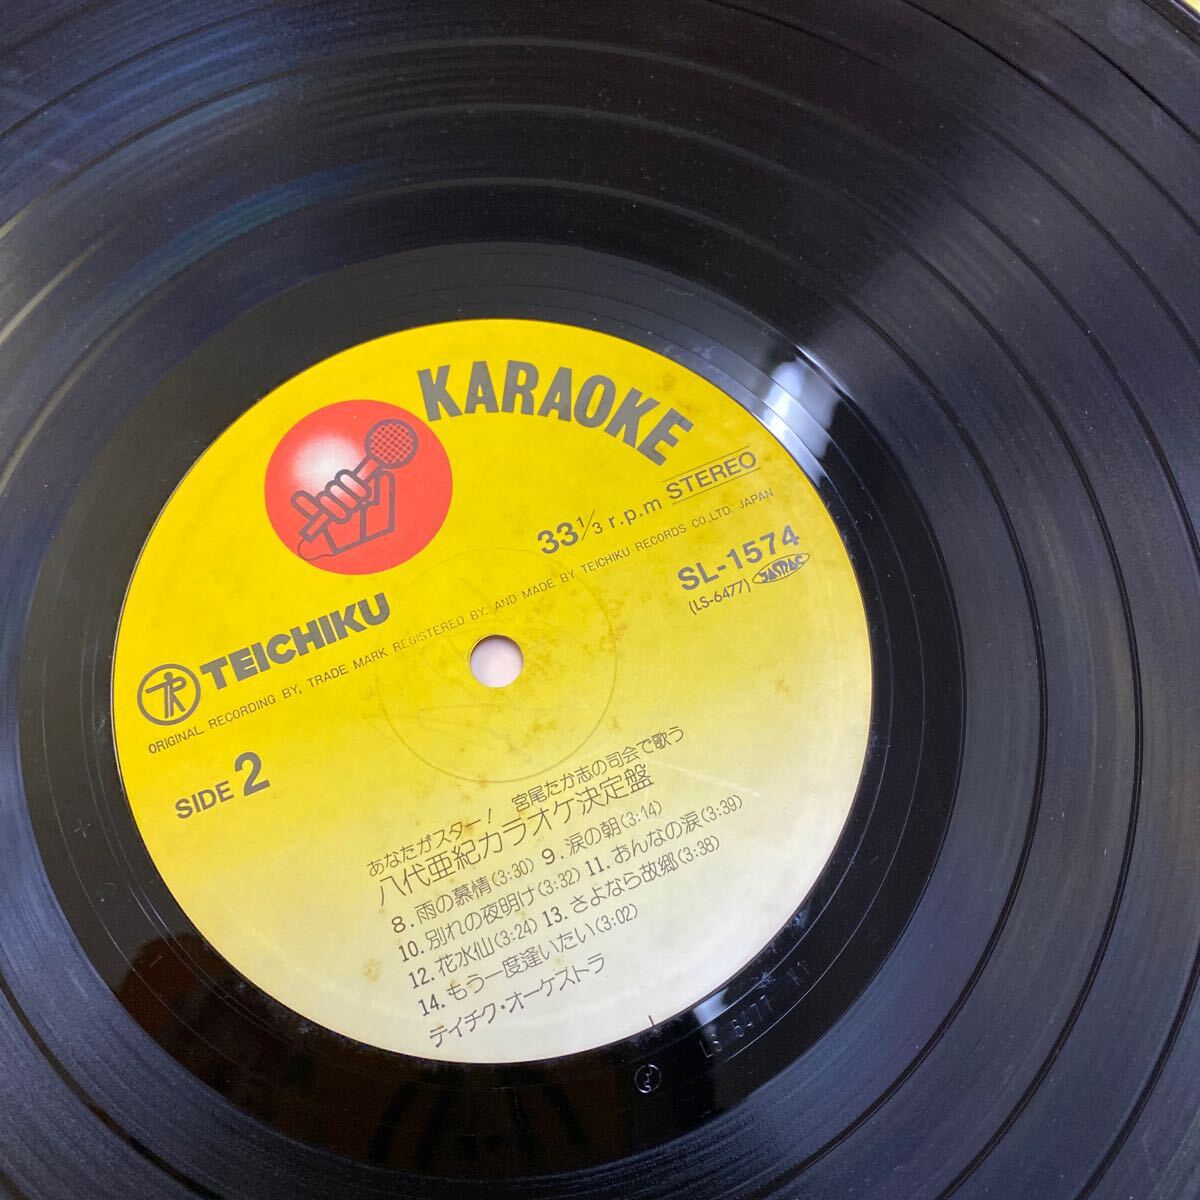 KARAOKE
33 1/3 r.p.m STEREO
TEICHIKU
ORIGINAL RECORDING BY, TRADE MARK REGISTERED BY, AND MADE BY TEICHIKU RECORDS CO.,LTD. JAPAN
SL-1574
(LS-6477) JASRAC
SIDE 2
あなたがスター! 宮尾たか志の司会で歌う
八代亜紀カラオケ決定盤
8. 雨の慕情(3:30) 9. 涙の朝(3:14)
10. 別れの夜明け(3:32) 11. おんなの涙(3:39)
12. 花水仙(3:24) 13. さよなら故郷(3:38)
14. もう一度逢いたい(3:02)
テイチク・オーケストラ
LS 6477